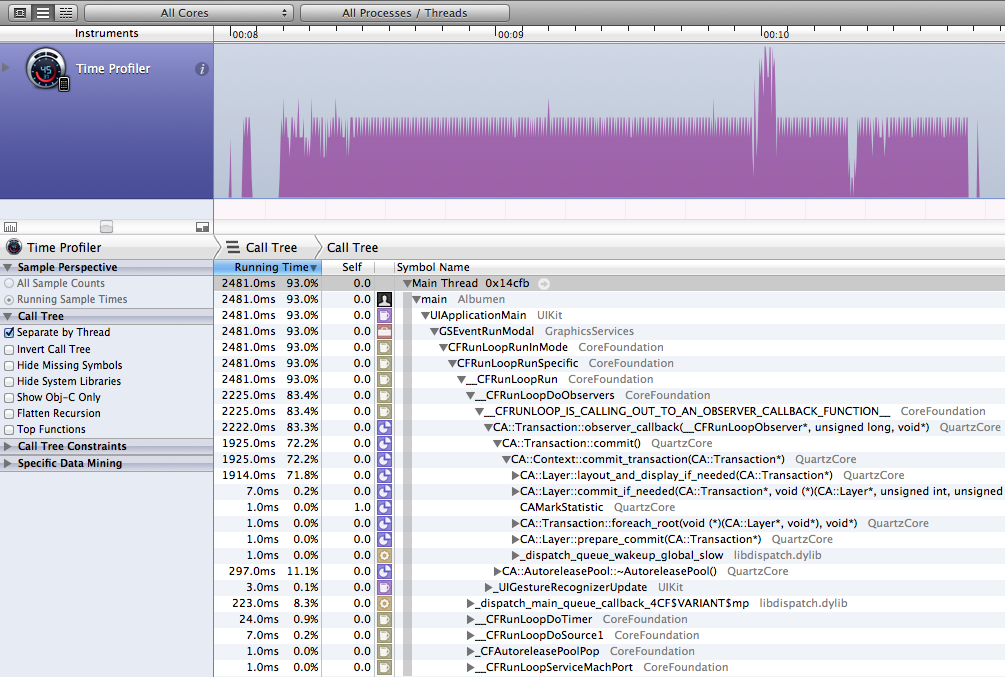 All Cores All Processes / Threads
Instruments 00:08 00:09 00:10
Time Profiler
Time Profiler Call Tree Call Tree
Sample Perspective Running Time Self Symbol Name
All Sample Counts 2481.0ms 93.0% 0.0 Main Thread 0x14cfb
Running Sample Times 2481.0ms 93.0% 0.0 main Albumen
Call Tree 2481.0ms 93.0% 0.0 UIApplicationMain UIKit
Separate by Thread 2481.0ms 93.0% 0.0 GSEventRunModal GraphicsServices
Invert Call Tree 2481.0ms 93.0% 0.0 CFRunLoopRunInMode CoreFoundation
Hide Missing Symbols 2481.0ms 93.0% 0.0 CFRunLoopRunSpecific CoreFoundation
Hide System Libraries 2481.0ms 93.0% 0.0 __CFRunLoopRun CoreFoundation
Show Obj-C Only 2225.0ms 83.4% 0.0 __CFRunLoopDoObservers CoreFoundation
Flatten Recursion 2225.0ms 83.4% 0.0 __CFRUNLOOP_IS_CALLING_OUT_TO_AN_OBSERVER_CALLBACK_FUNCTION__ CoreFoundation
Top Functions 2222.0ms 83.3% 0.0 CA::Transaction::observer_callback(__CFRunLoopObserver*, unsigned long, void*) QuartzCore
Call Tree Constraints 1925.0ms 72.2% 0.0 CA::Transaction::commit() QuartzCore
Specific Data Mining 1925.0ms 72.2% 0.0 CA::Context::commit_transaction(CA::Transaction*) QuartzCore
1914.0ms 71.8% 0.0 CA::Layer::layout_and_display_if_needed(CA::Transaction*) QuartzCore
7.0ms 0.2% 0.0 CA::Layer::commit_if_needed(CA::Transaction*, void (*)(CA::Layer*, unsigned int, unsigned
1.0ms 0.0% 1.0 CAMarkStatistic QuartzCore
1.0ms 0.0% 0.0 CA::Transaction::foreach_root(void (*)(CA::Layer*, void*), void*) QuartzCore
1.0ms 0.0% 0.0 CA::Layer::prepare_commit(CA::Transaction*) QuartzCore
1.0ms 0.0% 0.0 _dispatch_queue_wakeup_global_slow libdispatch.dylib
297.0ms 11.1% 0.0 CA::AutoreleasePool::~AutoreleasePool() QuartzCore
3.0ms 0.1% 0.0 _UIGestureRecognizerUpdate UIKit
223.0ms 8.3% 0.0 _dispatch_main_queue_callback_4CF$VARIANT$mp libdispatch.dylib
24.0ms 0.9% 0.0 __CFRunLoopDoTimer CoreFoundation
7.0ms 0.2% 0.0 __CFRunLoopDoSource1 CoreFoundation
1.0ms 0.0% 0.0 _CFAutoreleasePoolPop CoreFoundation
1.0ms 0.0% 0.0 __CFRunLoopServiceMachPort CoreFoundation